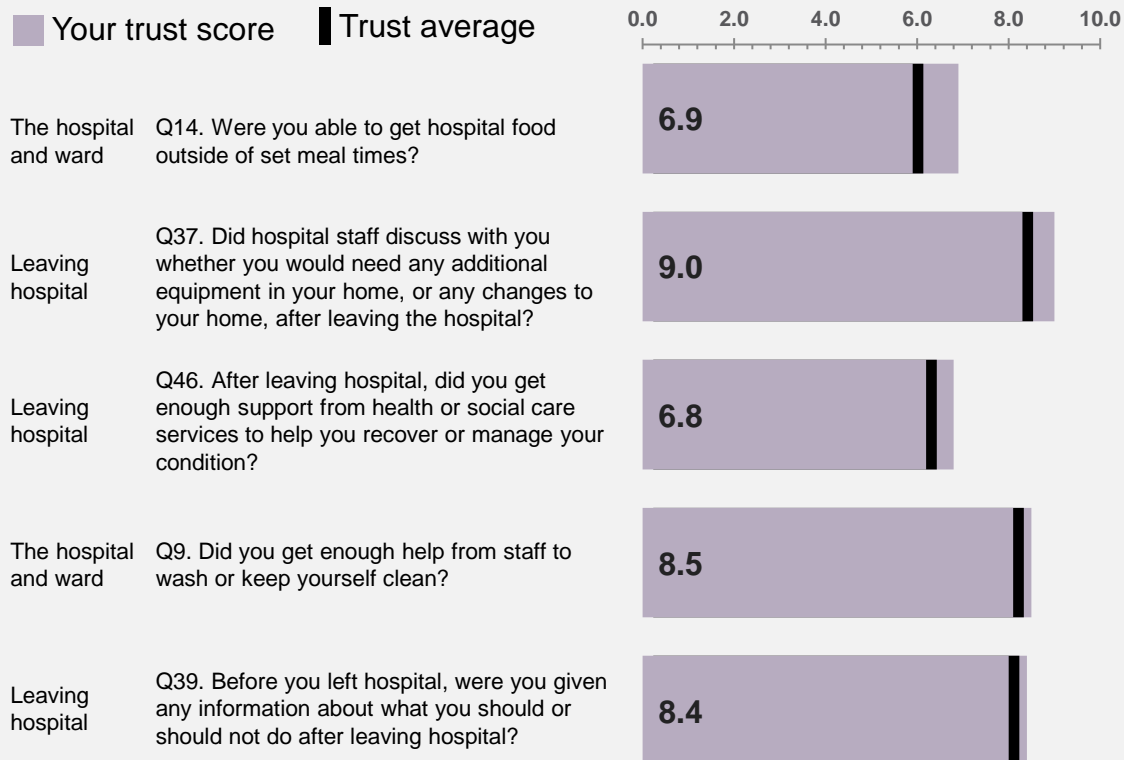 Your trust score
Trust average
0.0 2.0 4.0 6.0 8.0 10.0
The hospital
and ward
Q14. Were you able to get hospital food
outside of set meal times?
6.9
Leaving
hospital
Q37. Did hospital staff discuss with you
whether you would need any additional
equipment in your home, or any changes to
your home, after leaving the hospital?
9.0
Leaving
hospital
Q46. After leaving hospital, did you get
enough support from health or social care
services to help you recover or manage your
condition?
6.8
The hospital
and ward
Q9. Did you get enough help from staff to
wash or keep yourself clean?
8.5
Leaving
hospital
Q39. Before you left hospital, were you given
any information about what you should or
should not do after leaving hospital?
8.4